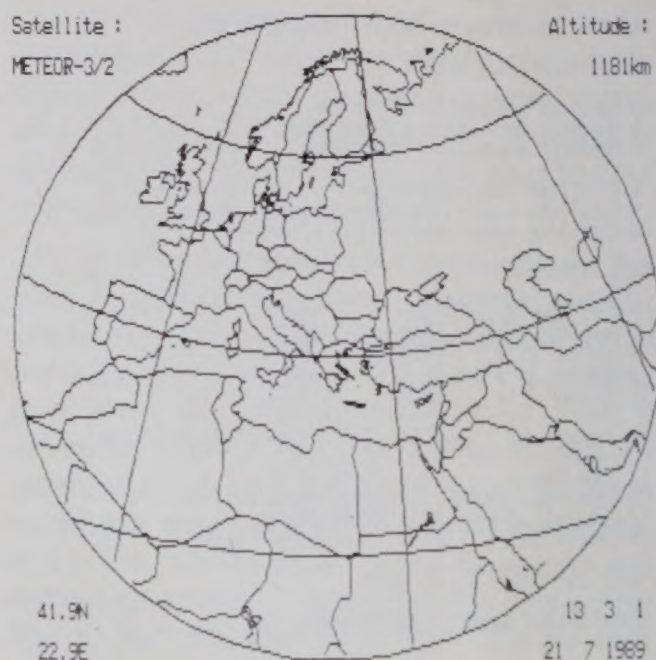 Satellite :
METEOR-3/2
Altitude :
1181km
41.9N
22.9E
13 3 1
21 7 1989